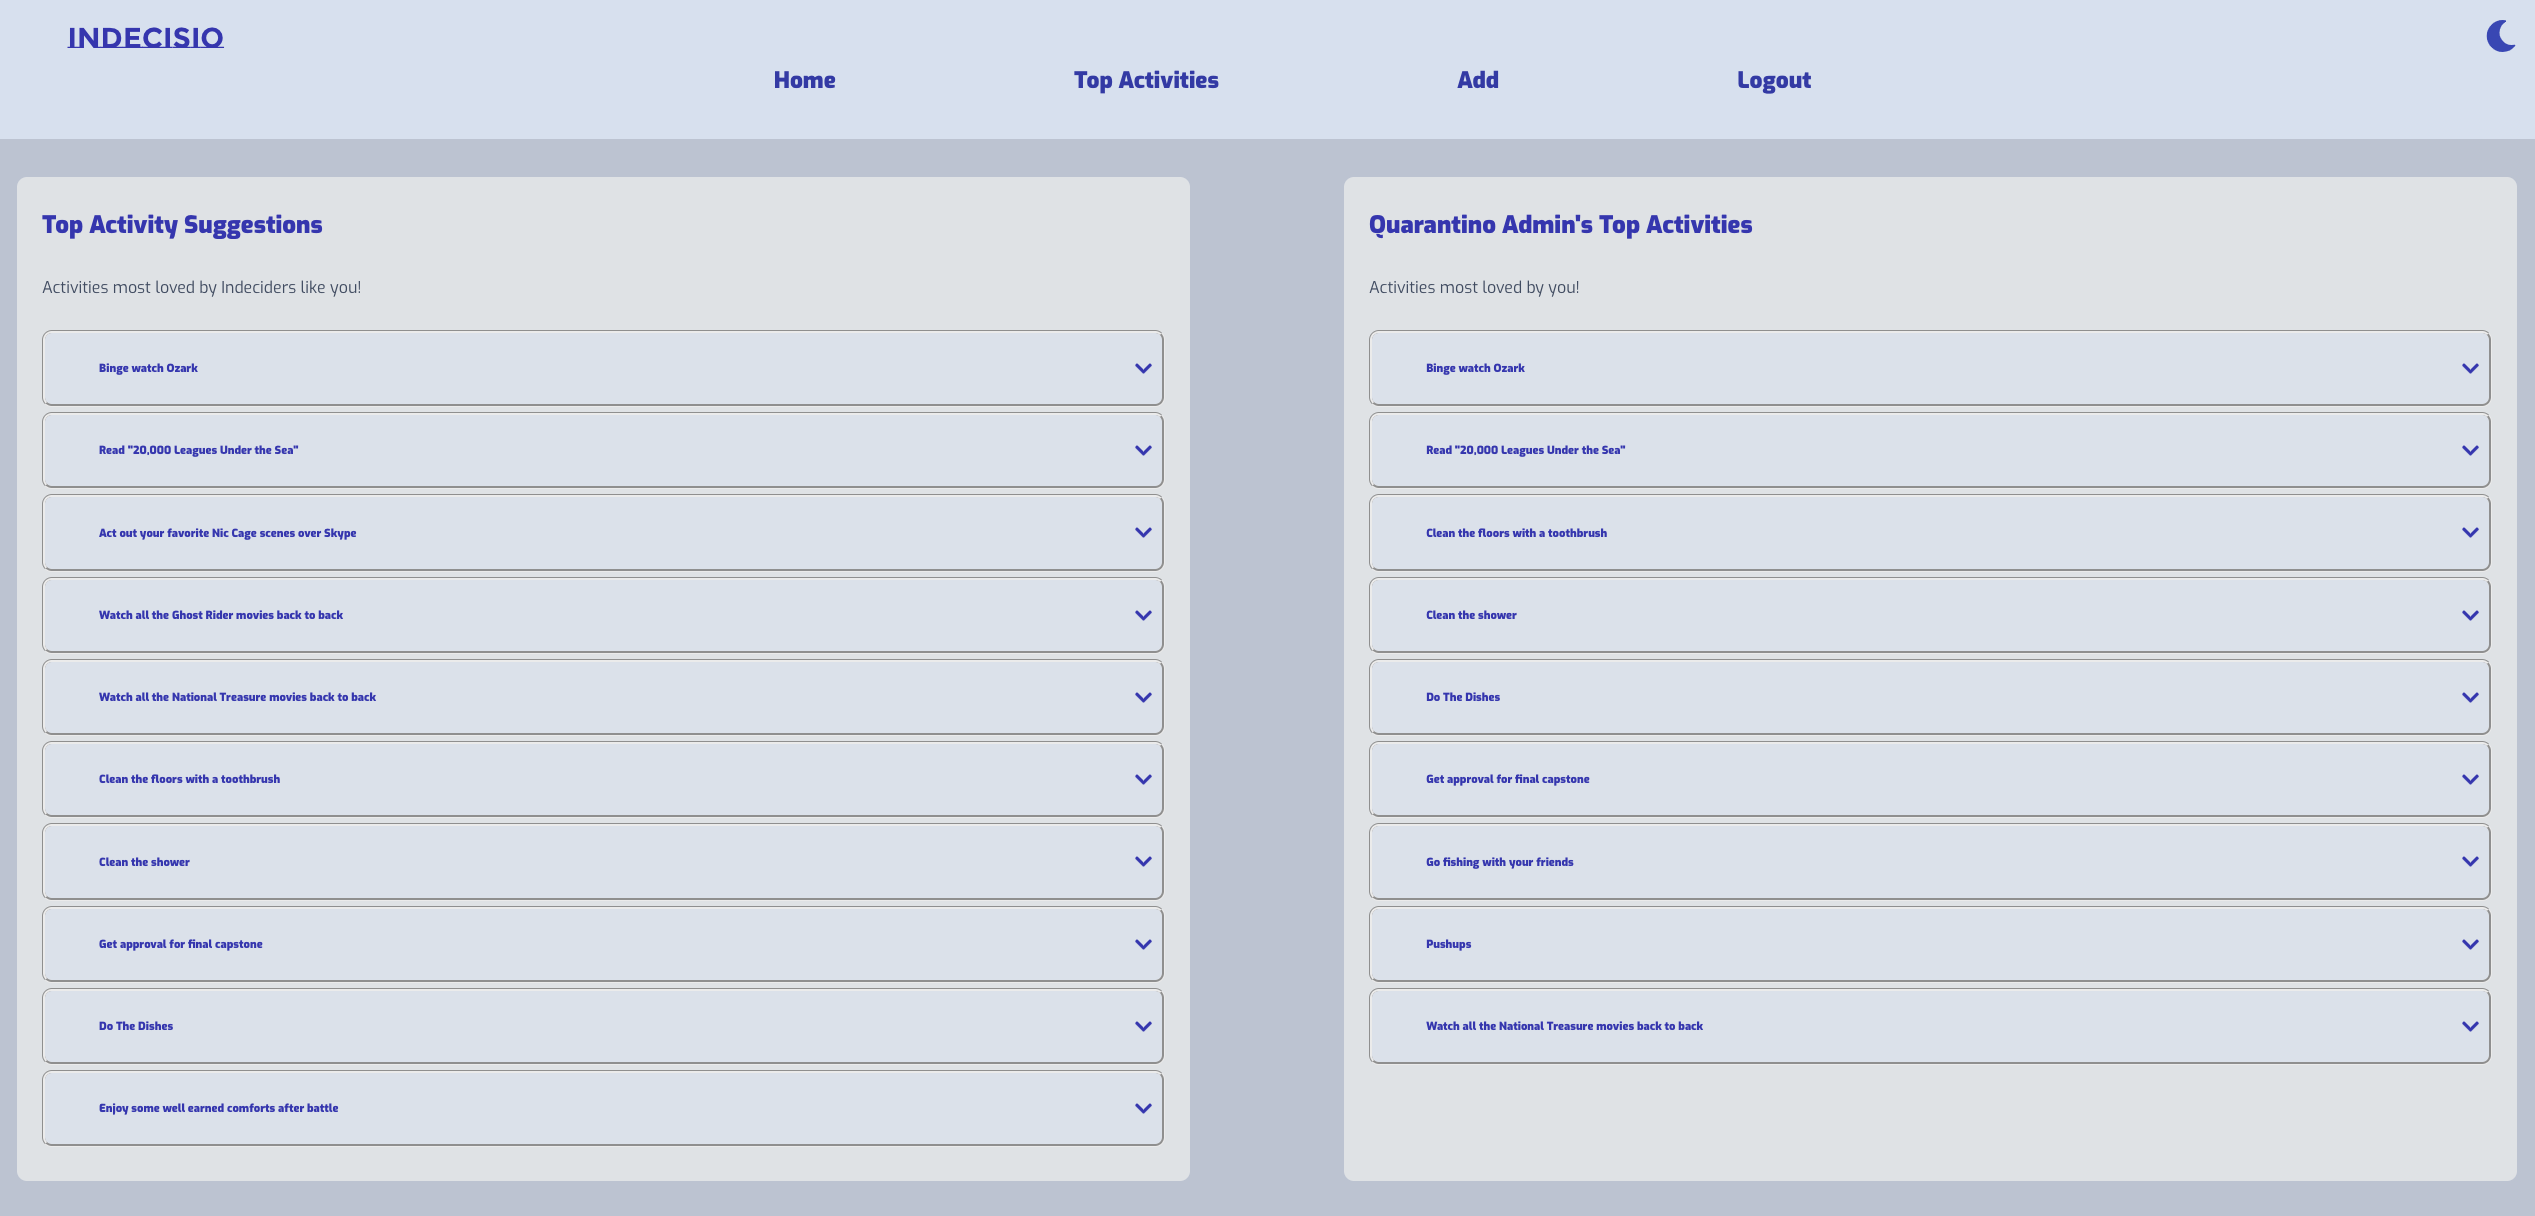 INDECISIO
Home Top Activities Add Logout
Top Activity Suggestions
Activities most loved by Indeciders like you!
Binge watch Ozark
Read "20,000 Leagues Under the Sea"
Act out your favorite Nic Cage scenes over Skype
Watch all the Ghost Rider movies back to back
Watch all the National Treasure movies back to back
Clean the floors with a toothbrush
Clean the shower
Get approval for final capstone
Do The Dishes
Enjoy some well earned comforts after battle
Quarantino Admin's Top Activities
Activities most loved by you!
Binge watch Ozark
Read "20,000 Leagues Under the Sea"
Clean the floors with a toothbrush
Clean the shower
Do The Dishes
Get approval for final capstone
Go fishing with your friends
Pushups
Watch all the National Treasure movies back to back